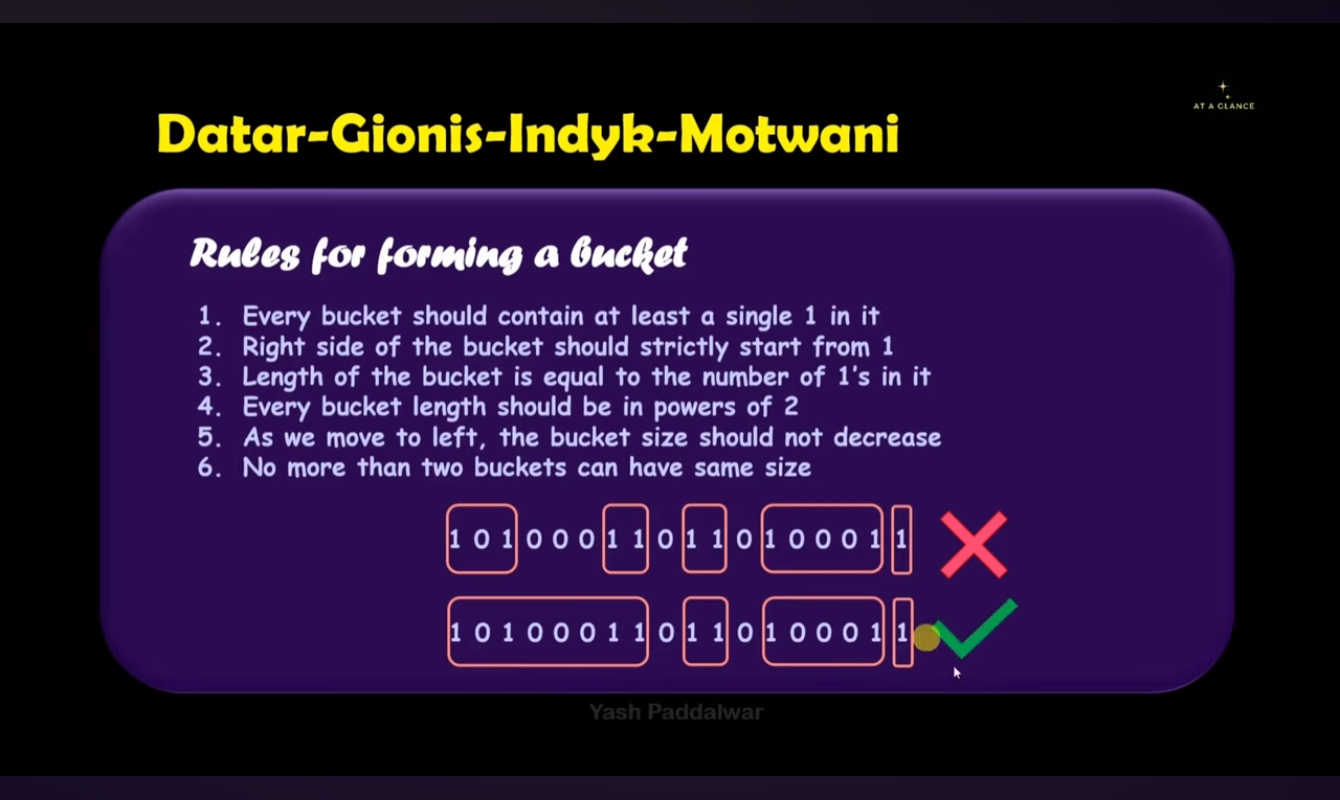 AT A GLANCE
Datar-Gionis-Indyk-Motwani
Rules for forming a bucket
1. Every bucket should contain at least a single 1 in it
2. Right side of the bucket should strictly start from 1
3. Length of the bucket is equal to the number of 1's in it
4. Every bucket length should be in powers of 2
5. As we move to left, the bucket size should not decrease
6. No more than two buckets can have same size
1 0 1 0 0 0 1 1 0 1 1 0 1 0 0 0 1 1
1 0 1 0 0 0 1 1 0 1 1 0 1 0 0 0 1 1
Yash Paddalwar